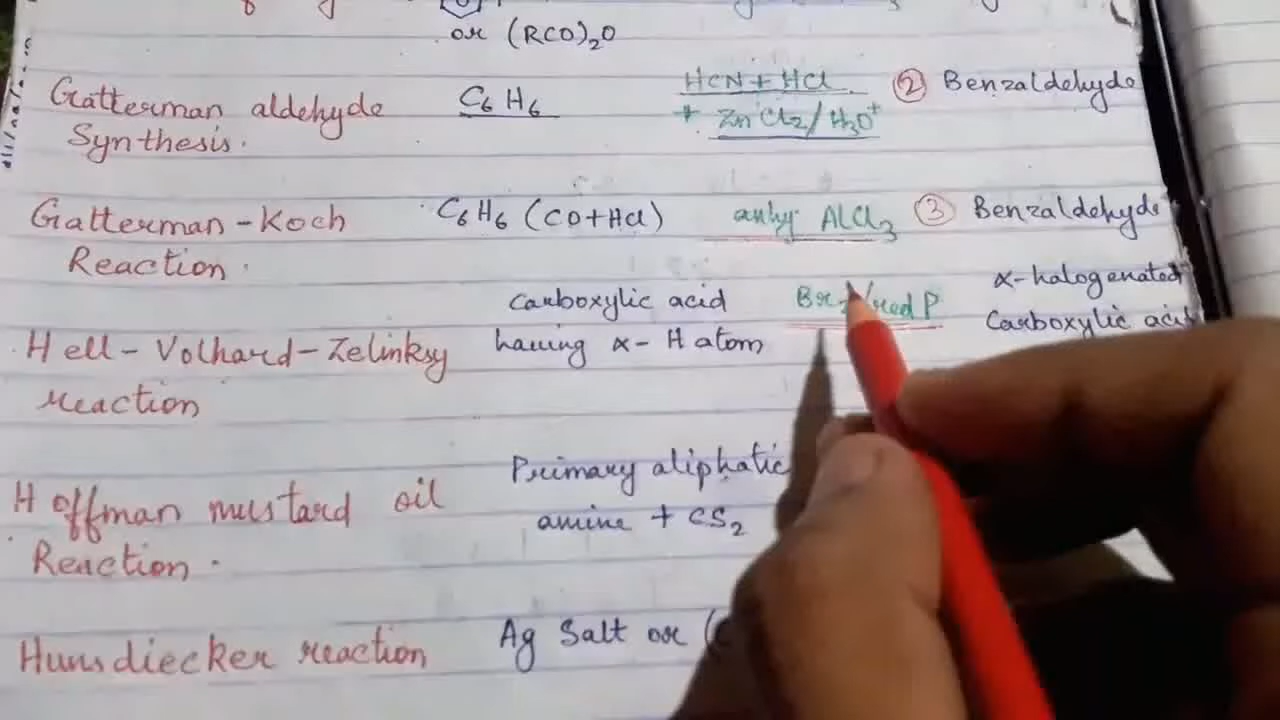 or (RCO)₂O
Gatterman aldehyde
Synthesis.
C₆H₆
HCN + HCl
+ ZnCl₂/H₃O⁺
② Benzaldehyde
Gatterman - Koch
Reaction.
C₆H₆ (CO+HCl)
anhy AlCl₃
③ Benzaldehyde
Hell - Volhard - Zelinksy
reaction
Carboxylic acid
having α - H atom
Br₂/red P
α-halogenated
Carboxylic acid
Hoffman mustard oil
Reaction.
Primary aliphatic
amine + CS₂
Hunsdiecker reaction
Ag Salt or (